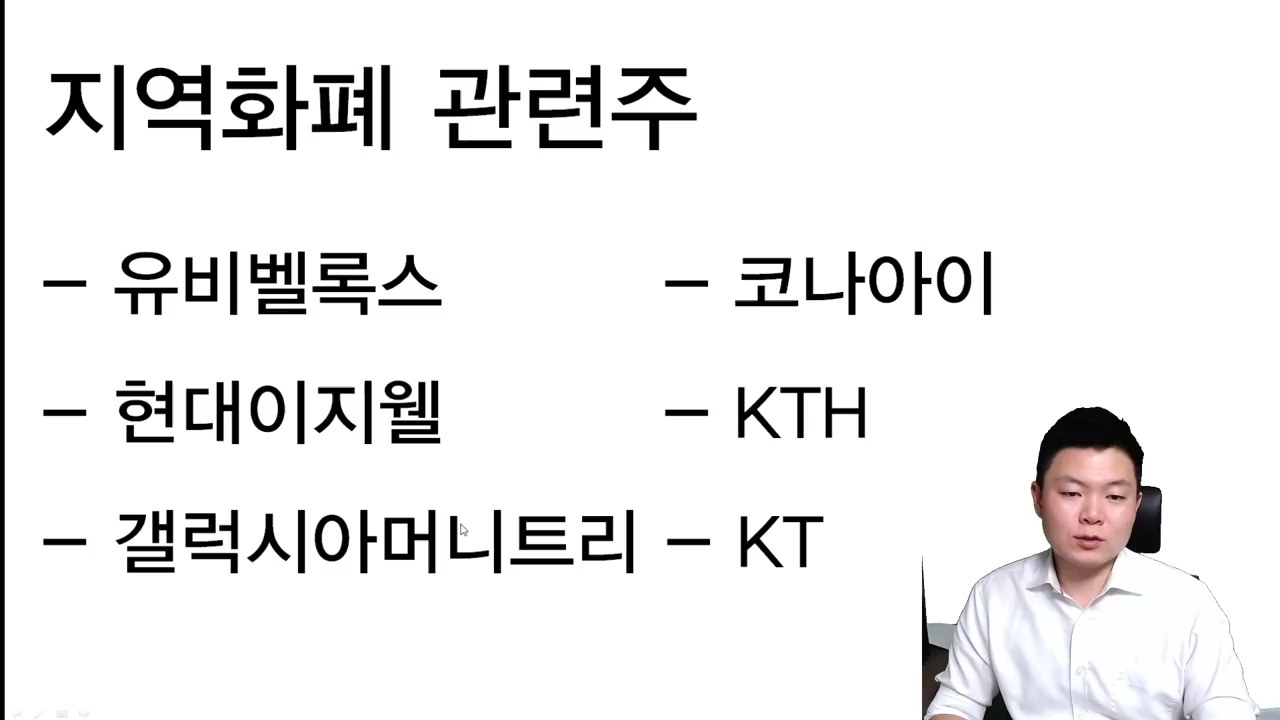 지역화폐 관련주
- 유비벨록스
- 현대이지웰
- 갤럭시아머니트리
- 코나아이
- KTH
- KT